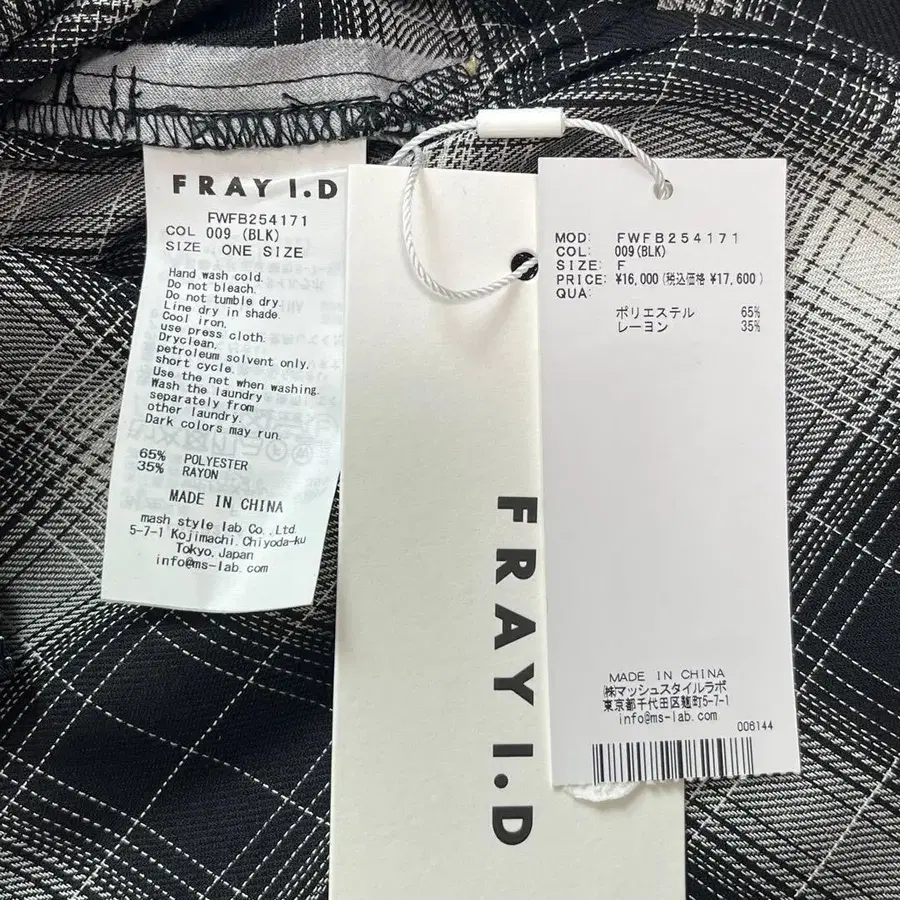 FRAY I.D
FWFB254171
COL 009 (BLK)
SIZE ONE SIZE
Hand wash cold.
Do not bleach.
Do not tumble dry.
Line dry in shade.
Cool iron.
use press cloth.
Dryclean.
petroleum solvent only.
short cycle.
Use the net when washing.
Wash the laundry
separately from
other laundry.
Dark colors may run.
65% POLYESTER
35% RAYON
MADE IN CHINA
mash style lab Co., Ltd.
5-7-1 Kojimachi, Chiyoda-ku
Tokyo, Japan
info@ms-lab.com
FRAY I.D
MOD: FWFB254171
COL: 009(BLK)
SIZE: F
PRICE: ¥16,000(税込価格 ¥17,600)
QUA:
ポリエステル 65%
レーヨン 35%
MADE IN CHINA
㈱マッシュスタイルラボ
東京都千代田区麹町5-7-1
info@ms-lab.com
006144